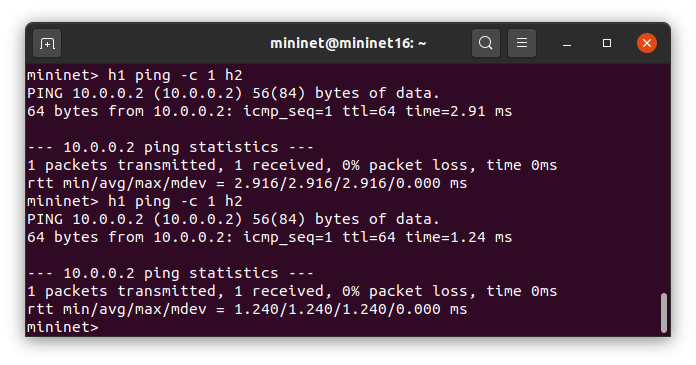 mininet@mininet16: ~
mininet> h1 ping -c 1 h2
PING 10.0.0.2 (10.0.0.2) 56(84) bytes of data.
64 bytes from 10.0.0.2: icmp_seq=1 ttl=64 time=2.91 ms
--- 10.0.0.2 ping statistics ---
1 packets transmitted, 1 received, 0% packet loss, time 0ms
rtt min/avg/max/mdev = 2.916/2.916/2.916/0.000 ms
mininet> h1 ping -c 1 h2
PING 10.0.0.2 (10.0.0.2) 56(84) bytes of data.
64 bytes from 10.0.0.2: icmp_seq=1 ttl=64 time=1.24 ms
--- 10.0.0.2 ping statistics ---
1 packets transmitted, 1 received, 0% packet loss, time 0ms
rtt min/avg/max/mdev = 1.240/1.240/1.240/0.000 ms
mininet>